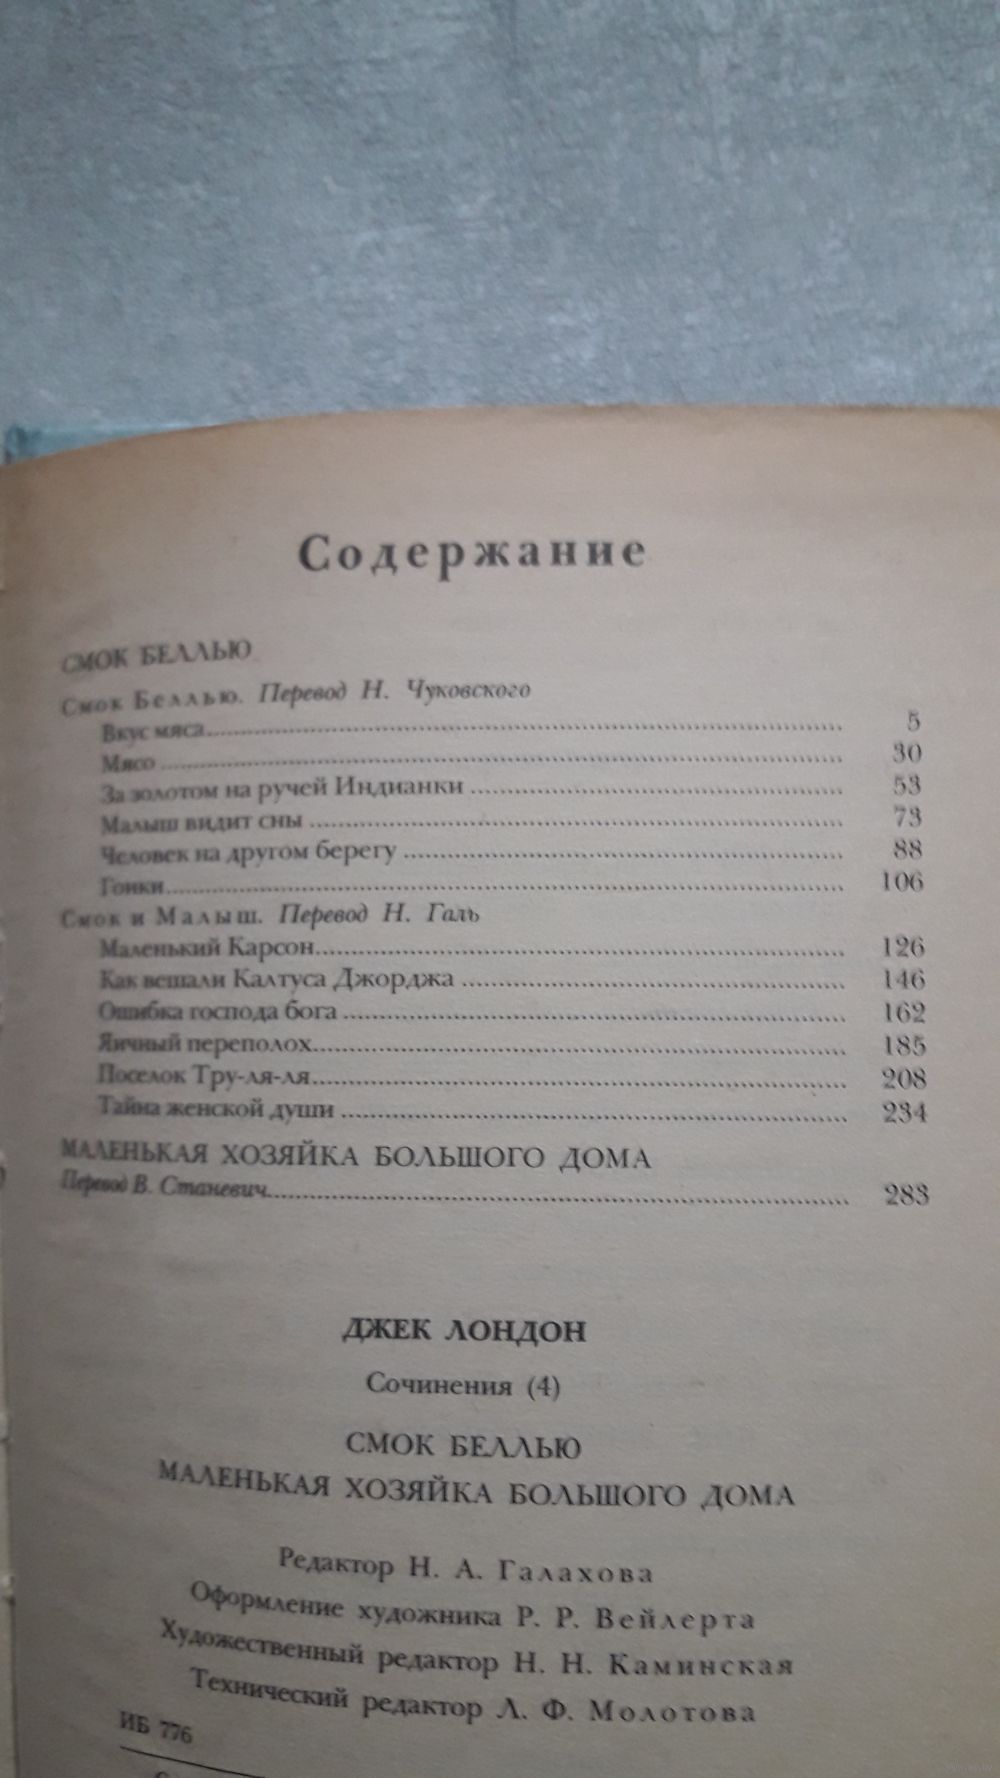 Содержание
СМОК БЕЛЛЬЮ
Смок Беллью. Перевод Н. Чуковского
Вкус мяса 5
Мясо 30
За золотом на ручей Индианки 53
Малыш видит сны 73
Человек на другом берегу 88
Гонки 106
Смок и Малыш. Перевод Н. Галь
Маленький Карсон 126
Как вешали Калтуса Джорджа 146
Ошибка господа бога 162
Яичный переполох 185
Поселок Тру-ля-ля 208
Тайна женской души 234
МАЛЕНЬКАЯ ХОЗЯЙКА БОЛЬШОГО ДОМА
Перевод В. Станевич 283
ДЖЕК ЛОНДОН
Сочинения (4)
СМОК БЕЛЛЬЮ
МАЛЕНЬКАЯ ХОЗЯЙКА БОЛЬШОГО ДОМА
Редактор Н. А. Галахова
Оформление художника Р. Р. Вейлерта
Художественный редактор Н. Н. Каминская
Технический редактор Л. Ф. Молотова
ИБ 776